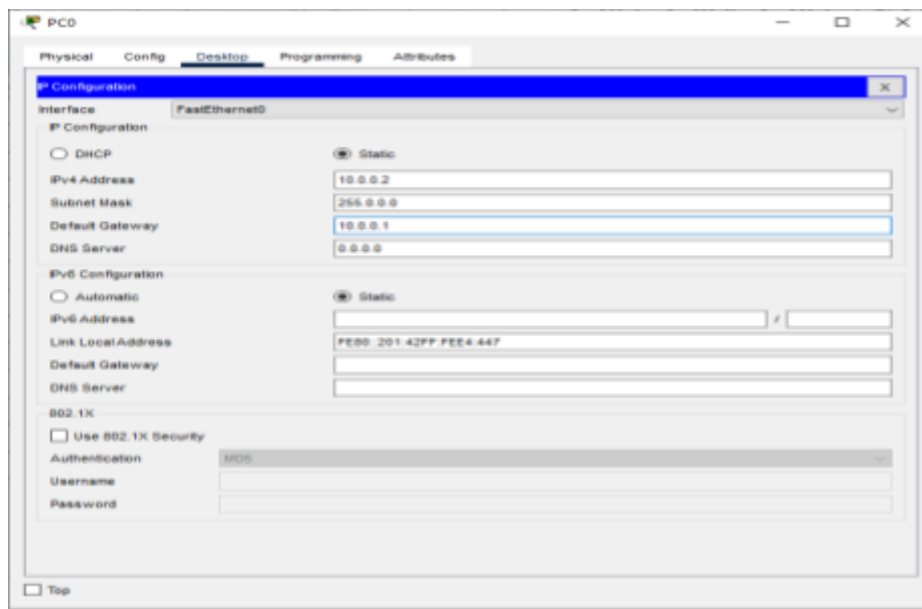 PC0
Physical Config Desktop Programming Attributes
IP Configuration X
Interface FastEthernet0
IP Configuration
DHCP Static
IPv4 Address 10.0.0.2
Subnet Mask 255.0.0.0
Default Gateway 10.0.0.1
DNS Server 0.0.0.0
IPv6 Configuration
Automatic Static
IPv6 Address /
Link Local Address FE80::201:42FF:FEE4:447
Default Gateway
DNS Server
802.1X
Use 802.1X Security
Authentication MD5
Username
Password
Top